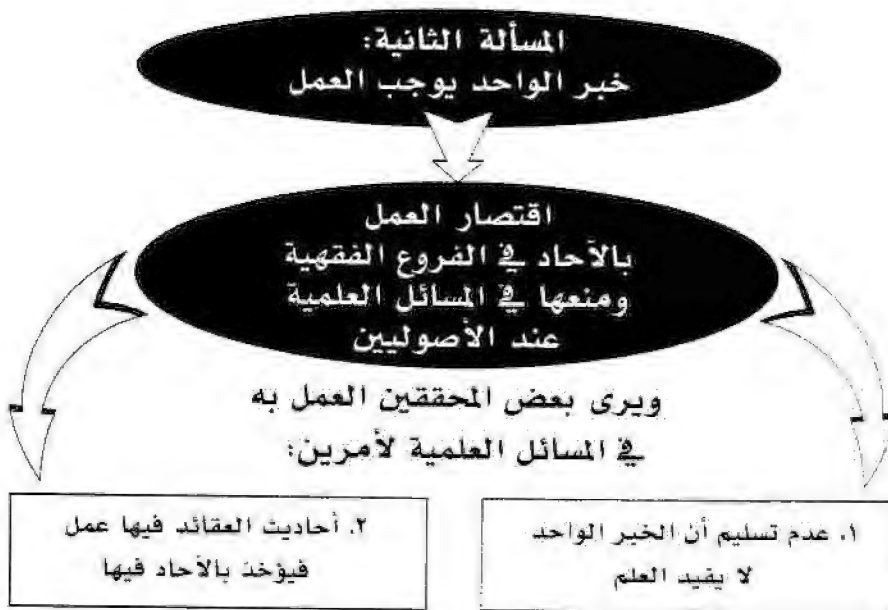 المسألة الثانية:
خبر الواحد يوجب العمل
اقتصار العمل
بالآحاد في الفروع الفقهية
ومنعها في المسائل العلمية
عند الأصوليين
ويرى بعض المحققين العمل به
في المسائل العلمية لأمرين:
١. عدم تسليم أن الخبر الواحد
لا يفيد العلم
٢. أحاديث العقائد فيها عمل
فيؤخذ بالآحاد فيها